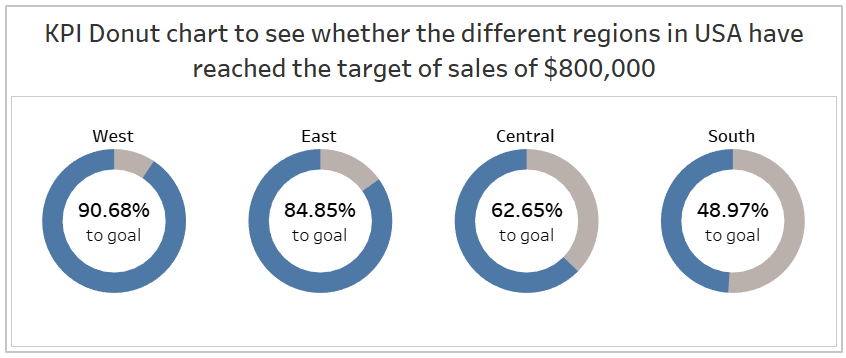 KPI Donut chart to see whether the different regions in USA have
reached the target of sales of $800,000
West
90.68%
to goal
East
84.85%
to goal
Central
62.65%
to goal
South
48.97%
to goal